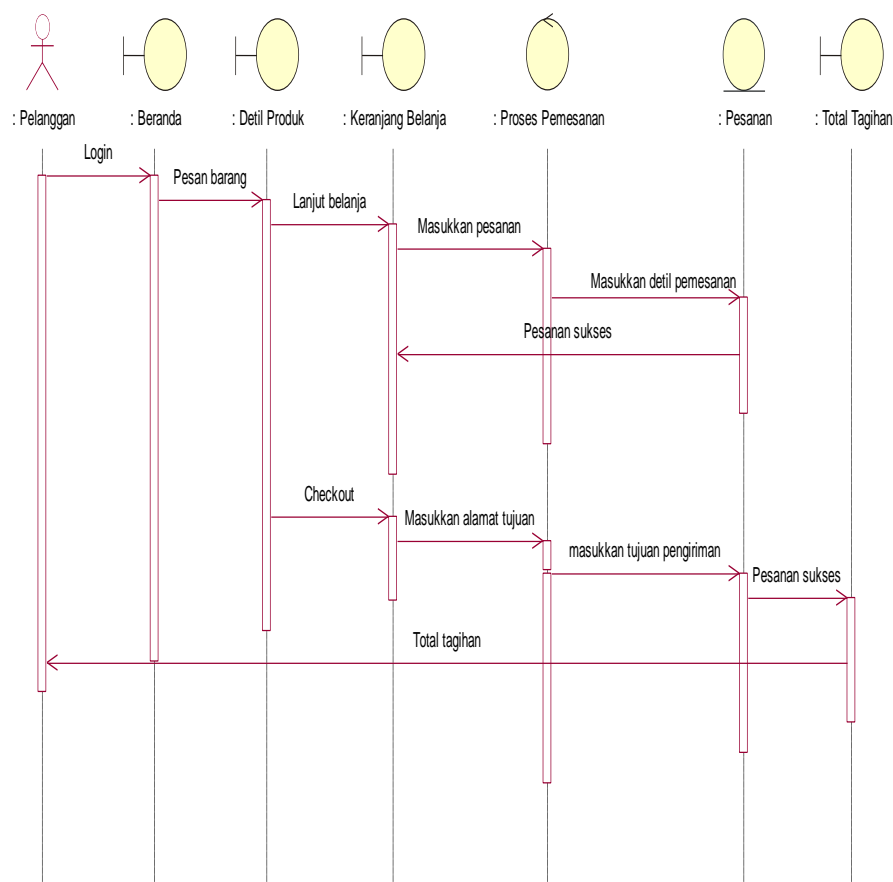 : Pelanggan
: Beranda
: Detil Produk
: Keranjang Belanja
: Proses Pemesanan
: Pesanan
: Total Tagihan
Login
Pesan barang
Lanjut belanja
Masukkan pesanan
Masukkan detil pemesanan
Pesanan sukses
Checkout
Masukkan alamat tujuan
masukkan tujuan pengiriman
Pesanan sukses
Total tagihan